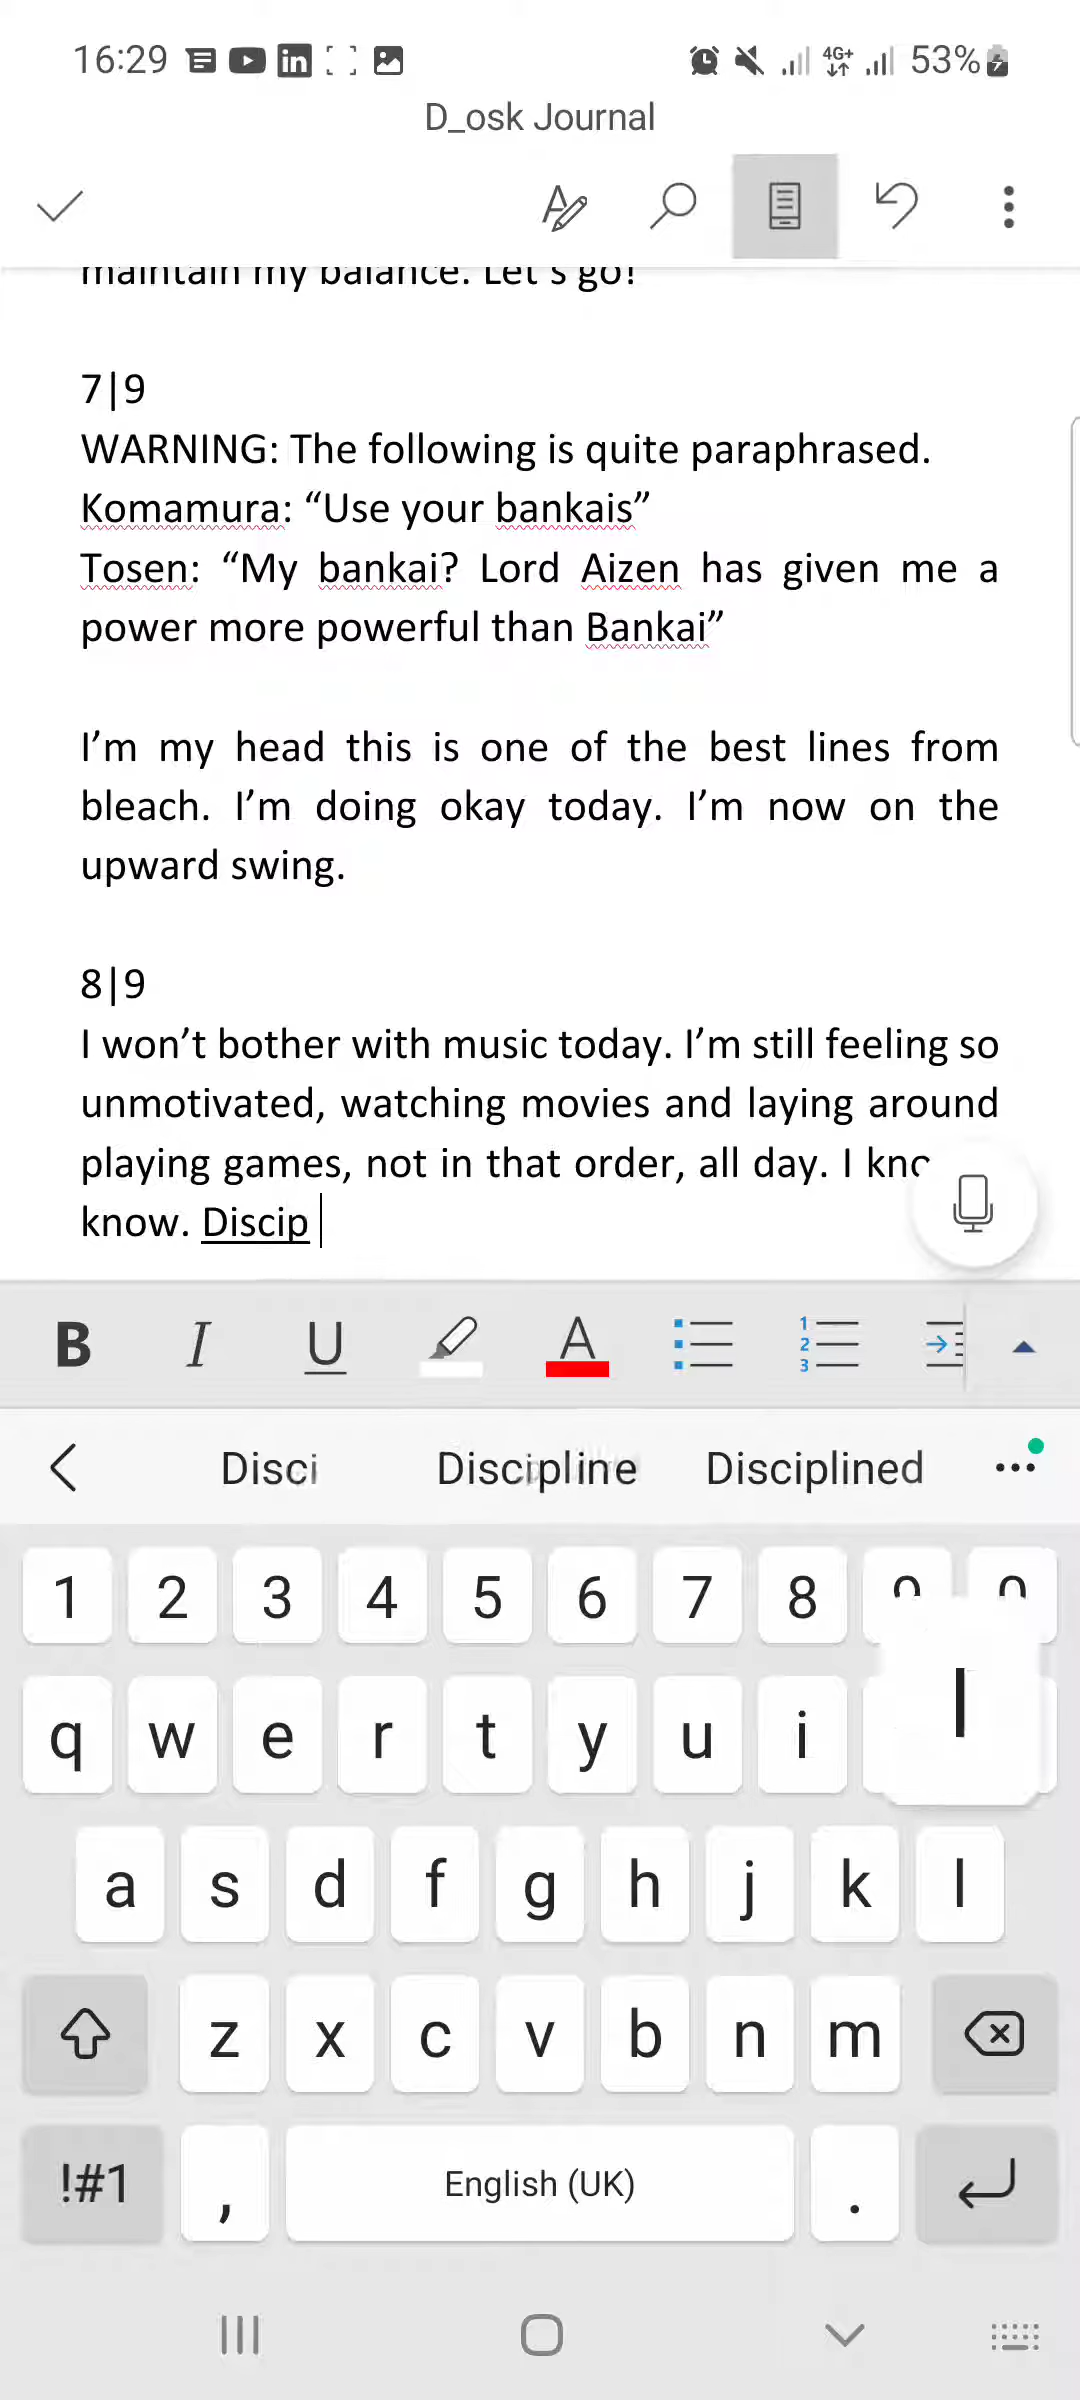 16:29
4G+
53%
D_osk Journal
maintain my balance. Let's go!
7|9
WARNING: The following is quite paraphrased.
Komamura: “Use your bankais”
Tosen: “My bankai? Lord Aizen has given me a
power more powerful than Bankai”
I’m my head this is one of the best lines from
bleach. I’m doing okay today. I’m now on the
upward swing.
8|9
I won’t bother with music today. I’m still feeling so
unmotivated, watching movies and laying around
playing games, not in that order, all day. I
know. Discip
B I U A
1
2
3
Disci Discipline Disciplined
1 2 3 4 5 6 7 8
q w e r t y u i
l
a s d f g h j k l
z x c v b n m
!#1 , English (UK) .